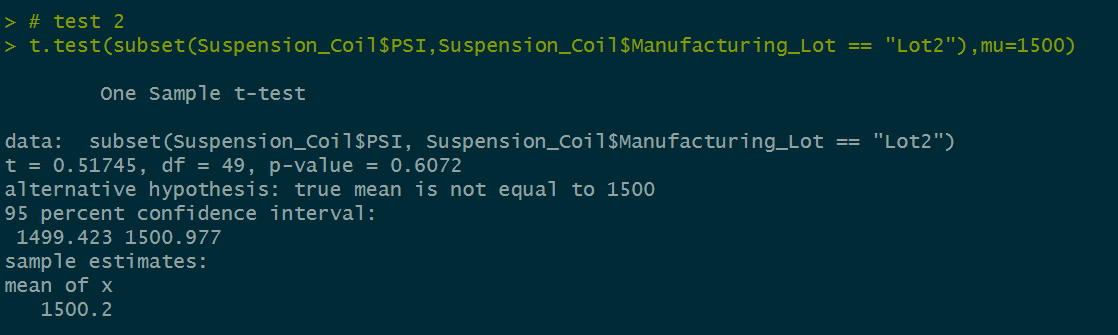 > # test 2
> t.test(subset(Suspension_Coil$PSI,Suspension_Coil$Manufacturing_Lot == "Lot2"),mu=1500)
One Sample t-test
data:  subset(Suspension_Coil$PSI, Suspension_Coil$Manufacturing_Lot == "Lot2")
t = 0.51745, df = 49, p-value = 0.6072
alternative hypothesis: true mean is not equal to 1500
95 percent confidence interval:
 1499.423 1500.977
sample estimates:
mean of x
   1500.2